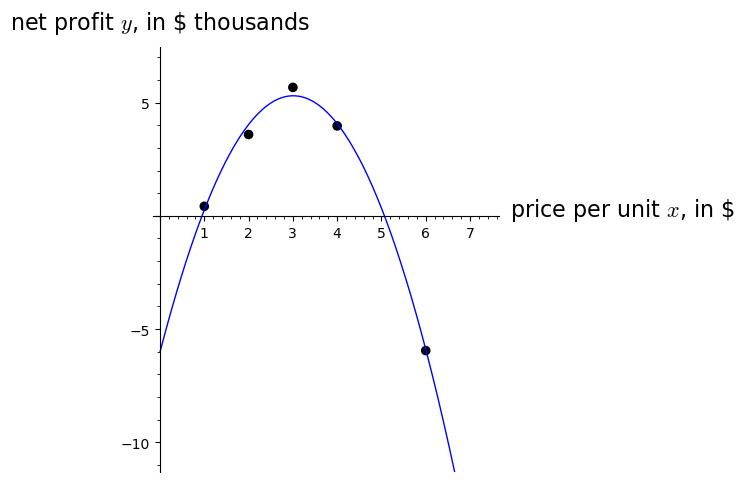 net profit y, in $ thousands
5
price per unit x, in $
1 2 3 4 5 6 7
−5
−10